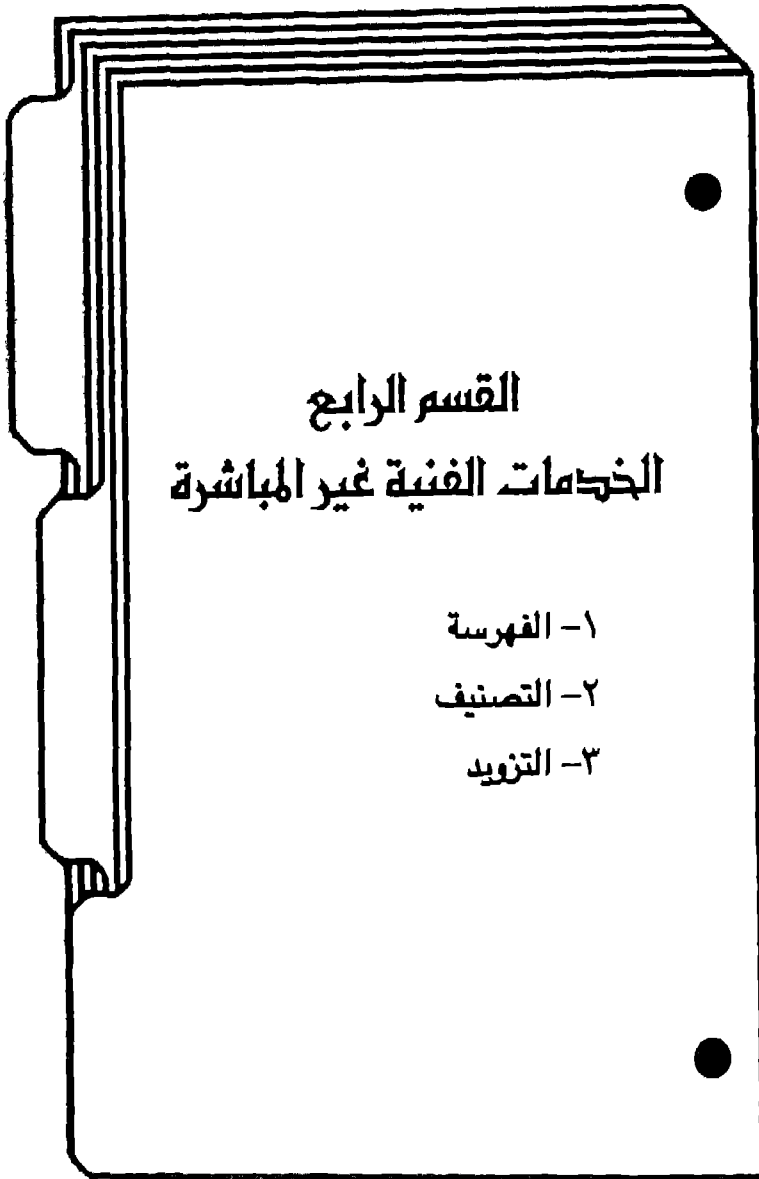 القسم الرابع
الخدمات الفنية غير المباشرة
١– الفهرسة
٢– التصنيف
٣– التزويد